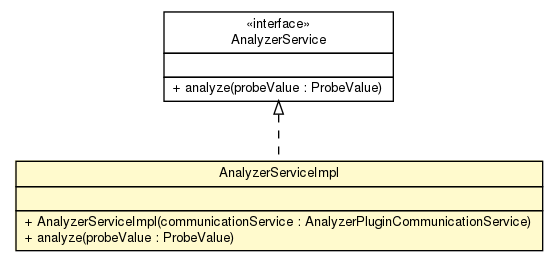 «interface»
AnalyzerService
+ analyze(probeValue : ProbeValue)
AnalyzerServiceImpl
+ AnalyzerServiceImpl(communicationService : AnalyzerPluginCommunicationService)
+ analyze(probeValue : ProbeValue)